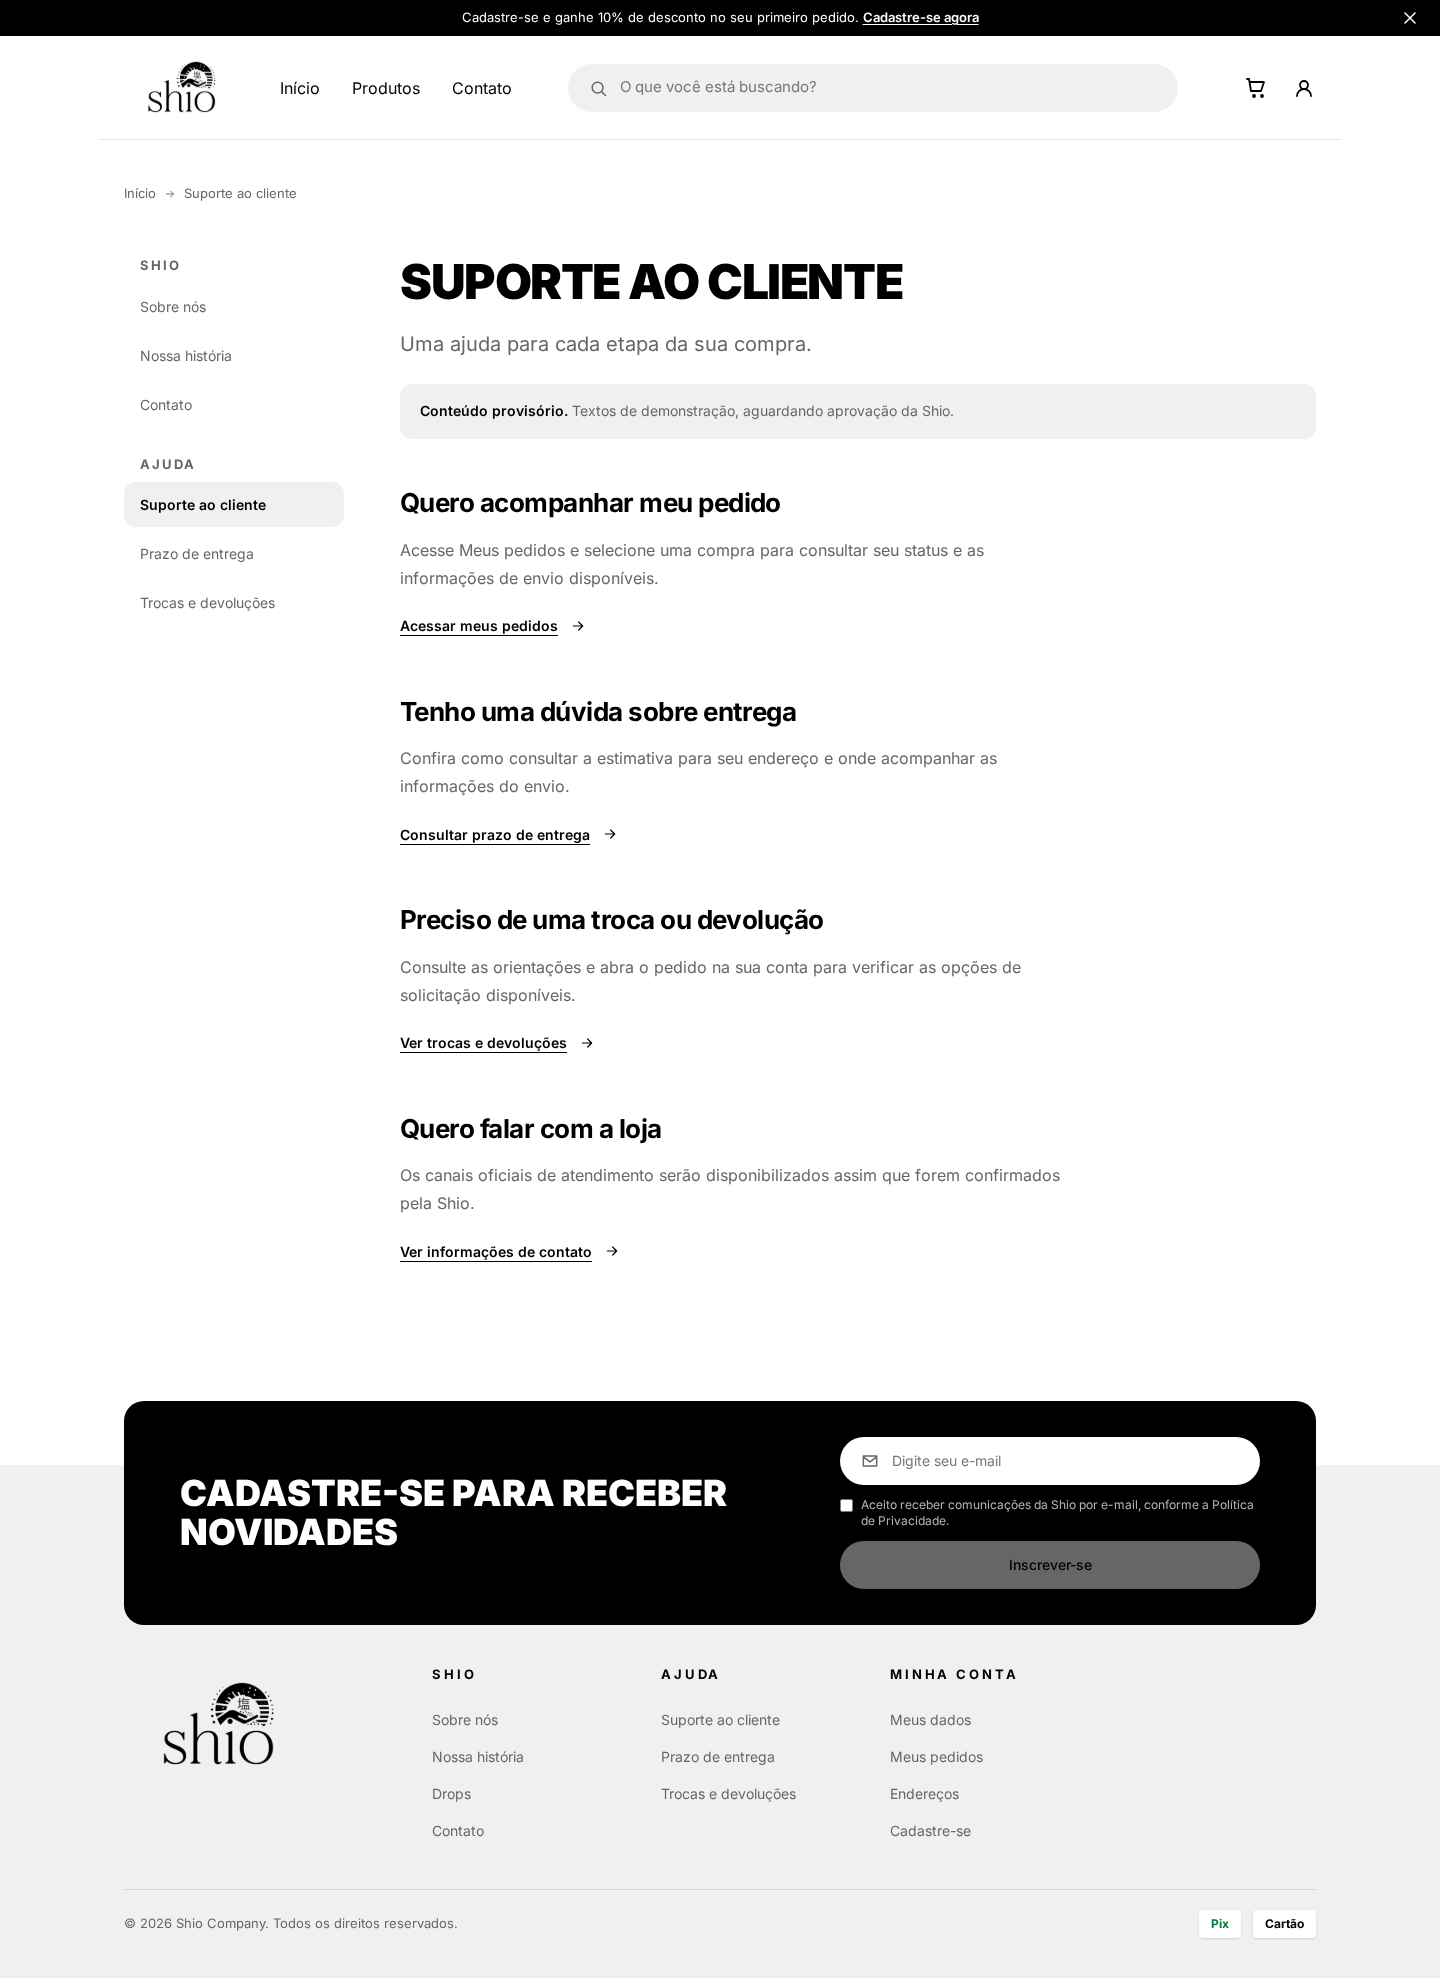 Cadastre-se e ganhe 10% de desconto no seu primeiro pedido. Cadastre-se agora
shio
Início
Produtos
Contato
O que você está buscando?
Início → Suporte ao cliente
SHIO
Sobre nós
Nossa história
Contato
AJUDA
Suporte ao cliente
Prazo de entrega
Trocas e devoluções
SUPORTE AO CLIENTE
Uma ajuda para cada etapa da sua compra.
Conteúdo provisório. Textos de demonstração, aguardando aprovação da Shio.
Quero acompanhar meu pedido
Acesse Meus pedidos e selecione uma compra para consultar seu status e as
informações de envio disponíveis.
Acessar meus pedidos →
Tenho uma dúvida sobre entrega
Confira como consultar a estimativa para seu endereço e onde acompanhar as
informações do envio.
Consultar prazo de entrega →
Preciso de uma troca ou devolução
Consulte as orientações e abra o pedido na sua conta para verificar as opções de
solicitação disponíveis.
Ver trocas e devoluções →
Quero falar com a loja
Os canais oficiais de atendimento serão disponibilizados assim que forem confirmados
pela Shio.
Ver informações de contato →
CADASTRE-SE PARA RECEBER
NOVIDADES
Digite seu e-mail
Aceito receber comunicações da Shio por e-mail, conforme a Política
de Privacidade.
Inscrever-se
塩
shio
SHIO
Sobre nós
Nossa história
Drops
Contato
AJUDA
Suporte ao cliente
Prazo de entrega
Trocas e devoluções
MINHA CONTA
Meus dados
Meus pedidos
Endereços
Cadastre-se
© 2026 Shio Company. Todos os direitos reservados.
Pix
Cartão